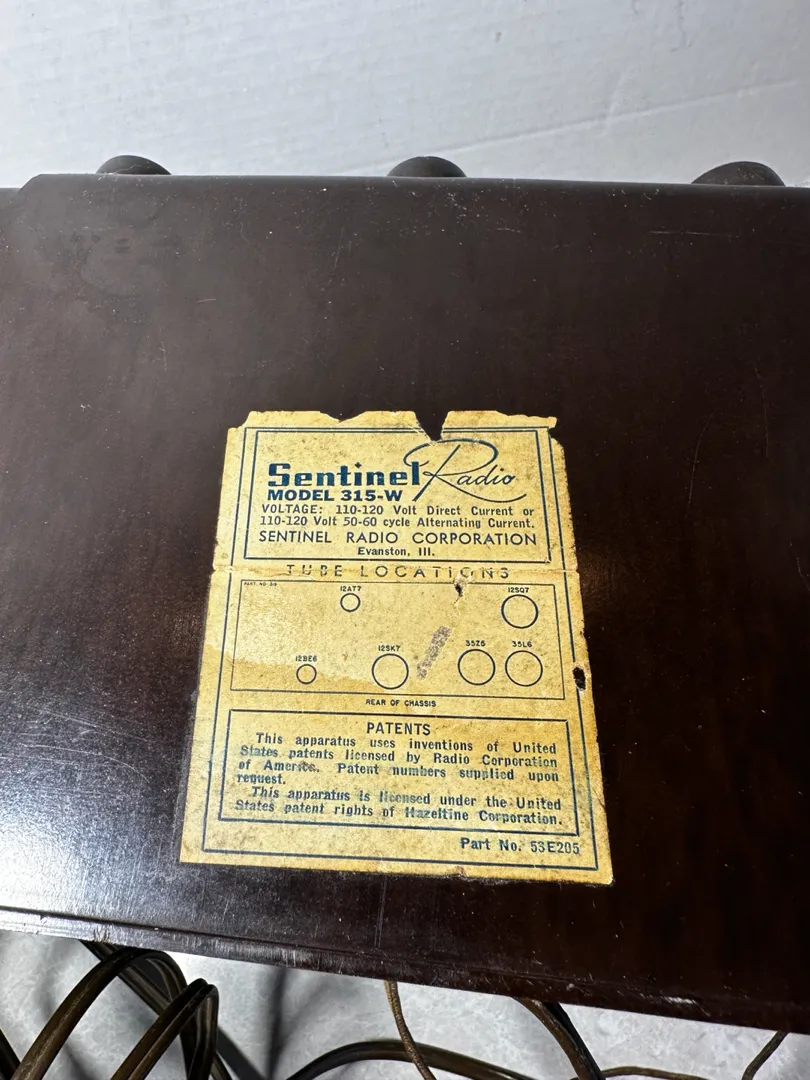 Sentinel Radio
MODEL 315-W
VOLTAGE: 110-120 Volt Direct Current or
110-120 Volt 50-60 cycle Alternating Current.
SENTINEL RADIO CORPORATION
Evanston, Ill.
TUBE LOCATIONS
PART. NO.
12AT7
12SQ7
12BE6
12SK7
35Z5
35L6
REAR OF CHASSIS
PATENTS
This apparatus uses inventions of United
States patents licensed by Radio Corporation
of America. Patent numbers supplied upon
request.
This apparatus is licensed under the United
States patent rights of Hazeltine Corporation.
Part No. 53E205